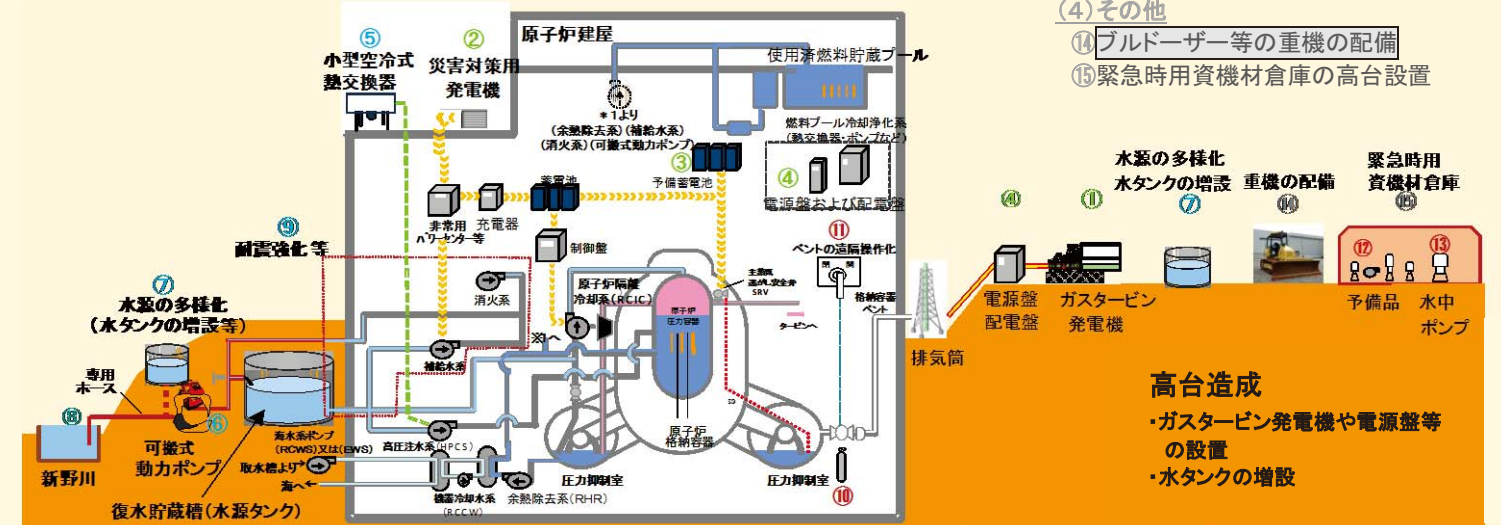 (4)その他
⑭ブルドーザー等の重機の配備
⑮緊急時用資機材倉庫の高台設置
原子炉建屋
⑤
小型空冷式
熱交換器
②
災害対策用
発電機
使用済燃料貯蔵プール
*1より
(余熱除去系)(補給水系)
(消火系)(可搬式動力ポンプ)
燃料プール冷却浄化系
(熱交換器・ポンプなど)
③
予備蓄電池
④
電源盤および配電盤
蓄電池
充電器
非常用
パワーセンター等
制御盤
⑨
耐震強化等
⑦
水源の多様化
(水タンクの増設等)
専用
ホース
⑧
新野川
⑥
可搬式
動力ポンプ
復水貯蔵槽(水源タンク)
消火系
補給水系
原子炉隔離
冷却系(RCIC)
※へ
主蒸気
逃がし安全弁
SRV
原子炉
圧力容器
タービンへ
原子炉
格納容器
海水系ポンプ
(RCWS)又は(EWS)
高圧注水系(HPCS)
取水槽より
海へ
機器冷却水系
(RCCW)
余熱除去系(RHR)
圧力抑制室
圧力抑制室
⑩
⑪
ベントの遠隔操作化
閉 開
格納容器
ベント
排気筒
④
電源盤
配電盤
①
ガスタービン
発電機
水源の多様化
水タンクの増設
⑦
重機の配備
⑭
緊急時用
資機材倉庫
⑮
⑫
予備品
⑬
水中
ポンプ
高台造成
・ガスタービン発電機や電源盤等
の設置
・水タンクの増設